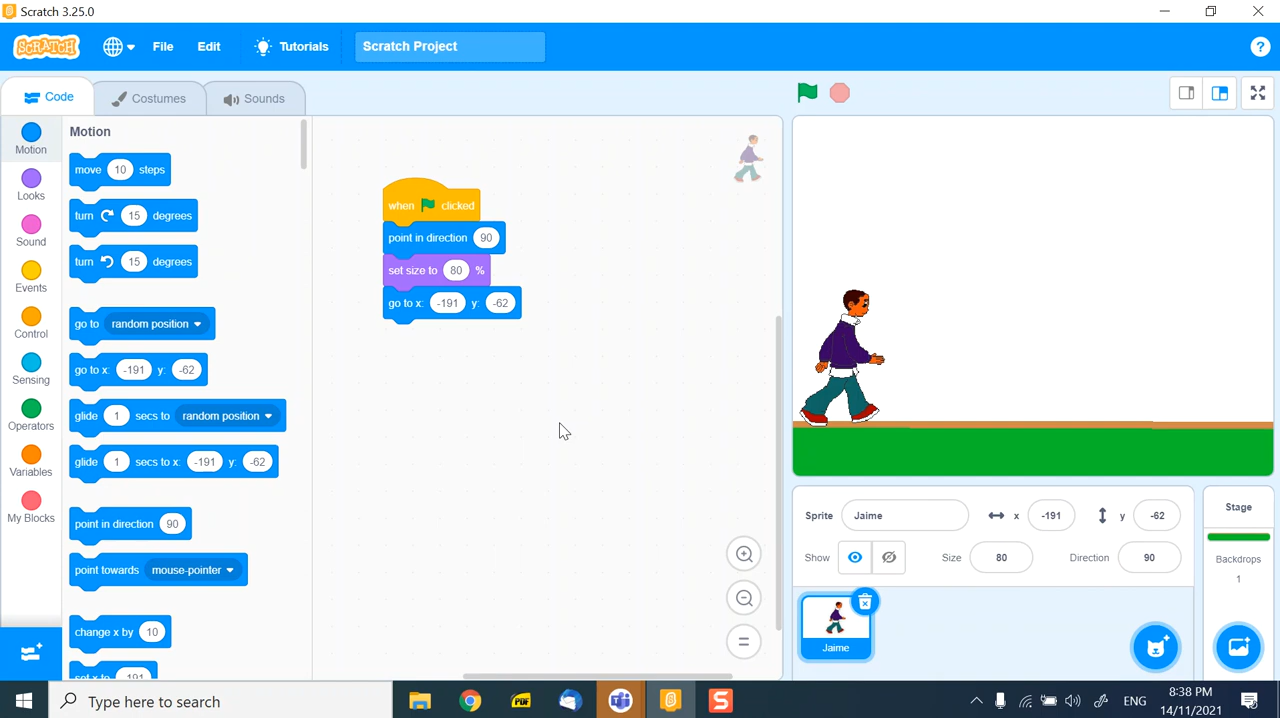 Scratch 3.25.0
SCRATCH
File
Edit
Tutorials
Scratch Project
?
Code
Costumes
Sounds
Motion
Looks
Sound
Events
Control
Sensing
Operators
Variables
My Blocks
Motion
move 10 steps
turn 15 degrees
turn 15 degrees
go to random position
go to x: -191 y: -62
glide 1 secs to random position
glide 1 secs to x: -191 y: -62
point in direction 90
point towards mouse-pointer
change x by 10
set x to -191
when clicked
point in direction 90
set size to 80 %
go to x: -191 y: -62
Sprite Jaime x -191 y -62
Show Size 80 Direction 90
Jaime
Stage
Backdrops
1
Type here to search
PDF
S
ENG
8:38 PM
14/11/2021